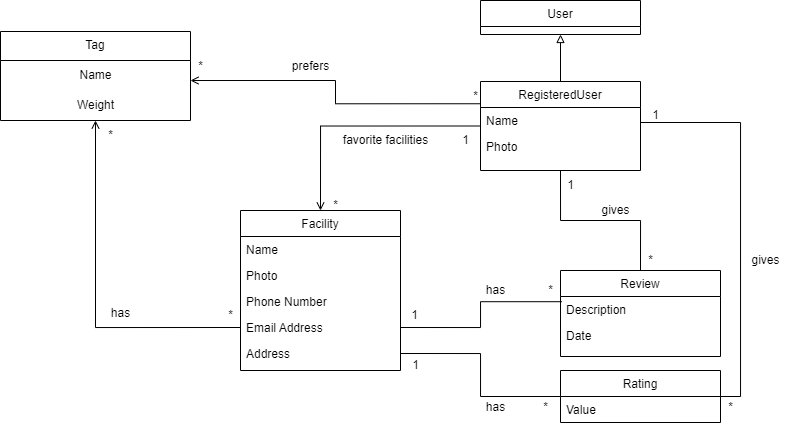 User
Tag
Name
Weight
*
prefers
*
RegisteredUser
Name
Photo
1
*
favorite facilities
1
1
gives
*
Facility
Name
Photo
Phone Number
Email Address
Address
gives
*
Review
Description
Date
has
*
has
*
1
1
Rating
Value
has
*
*